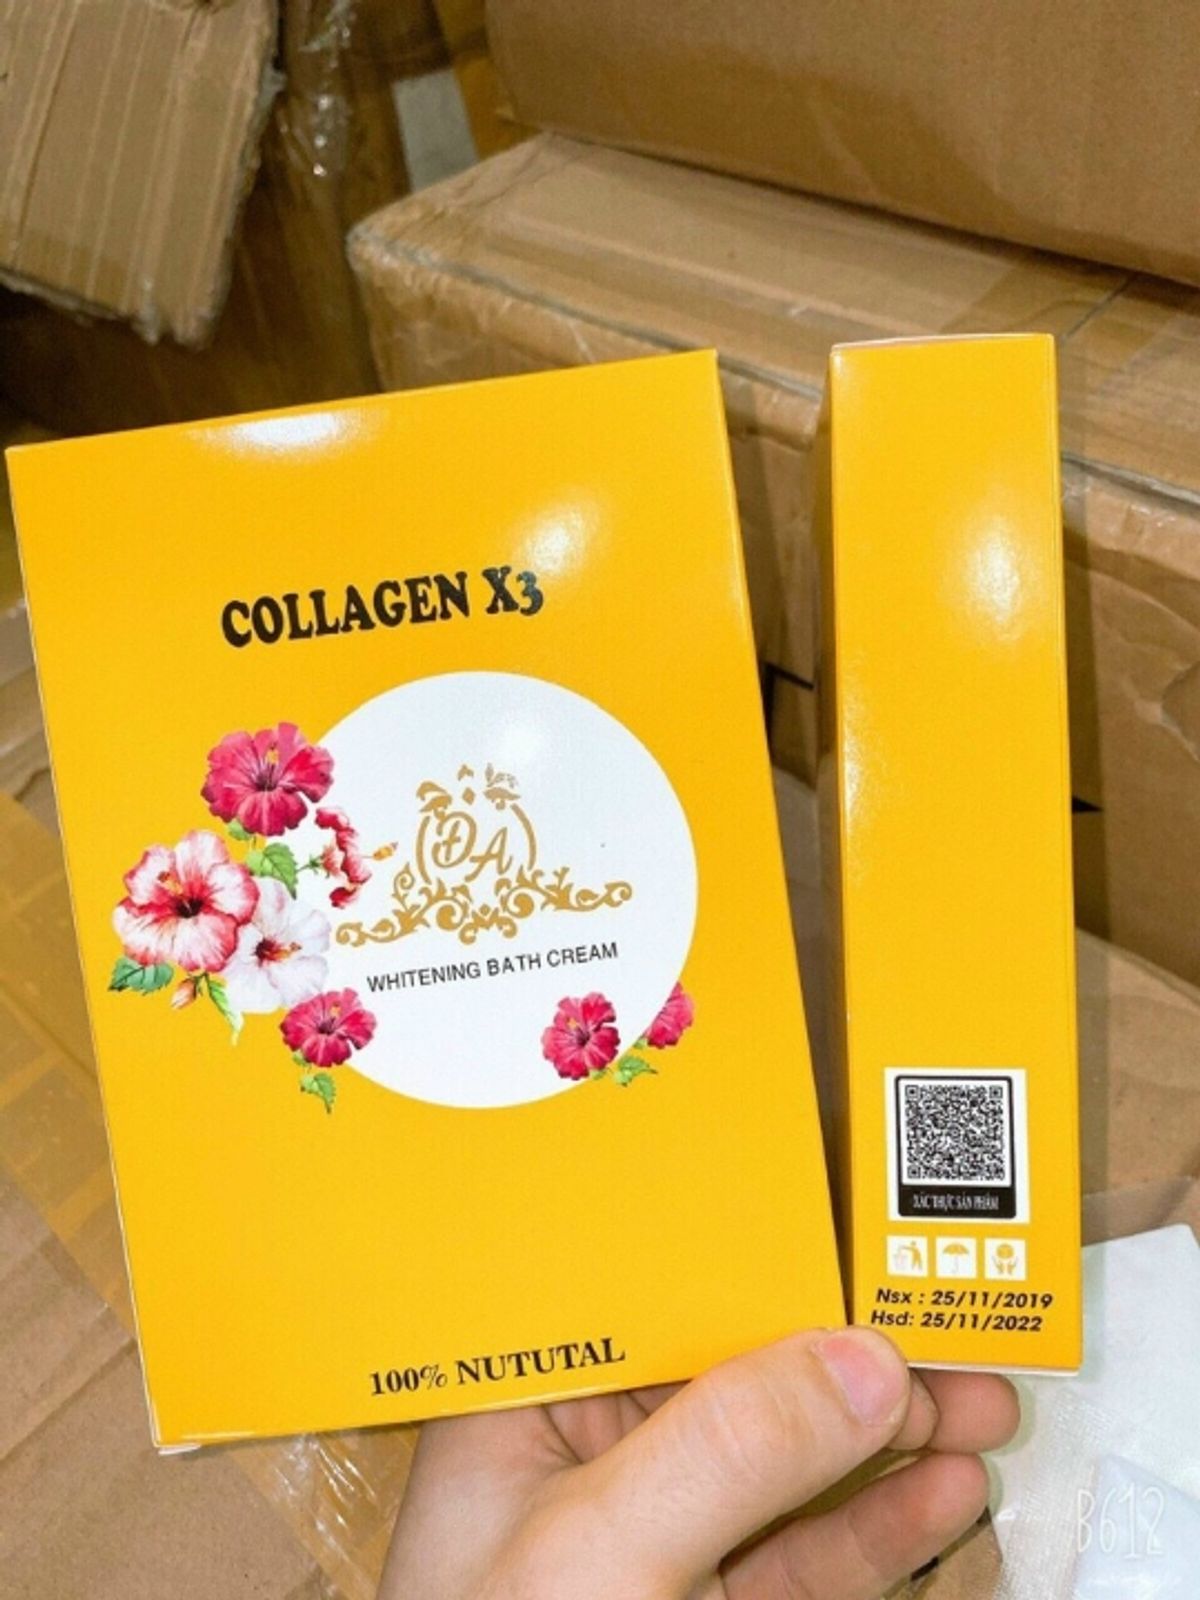 COLLAGEN X3
ĐA
WHITENING BATH CREAM
100% NUTUTAL
XÁC THỰC SẢN PHẨM
Nsx : 25/11/2019
Hsd: 25/11/2022
B612